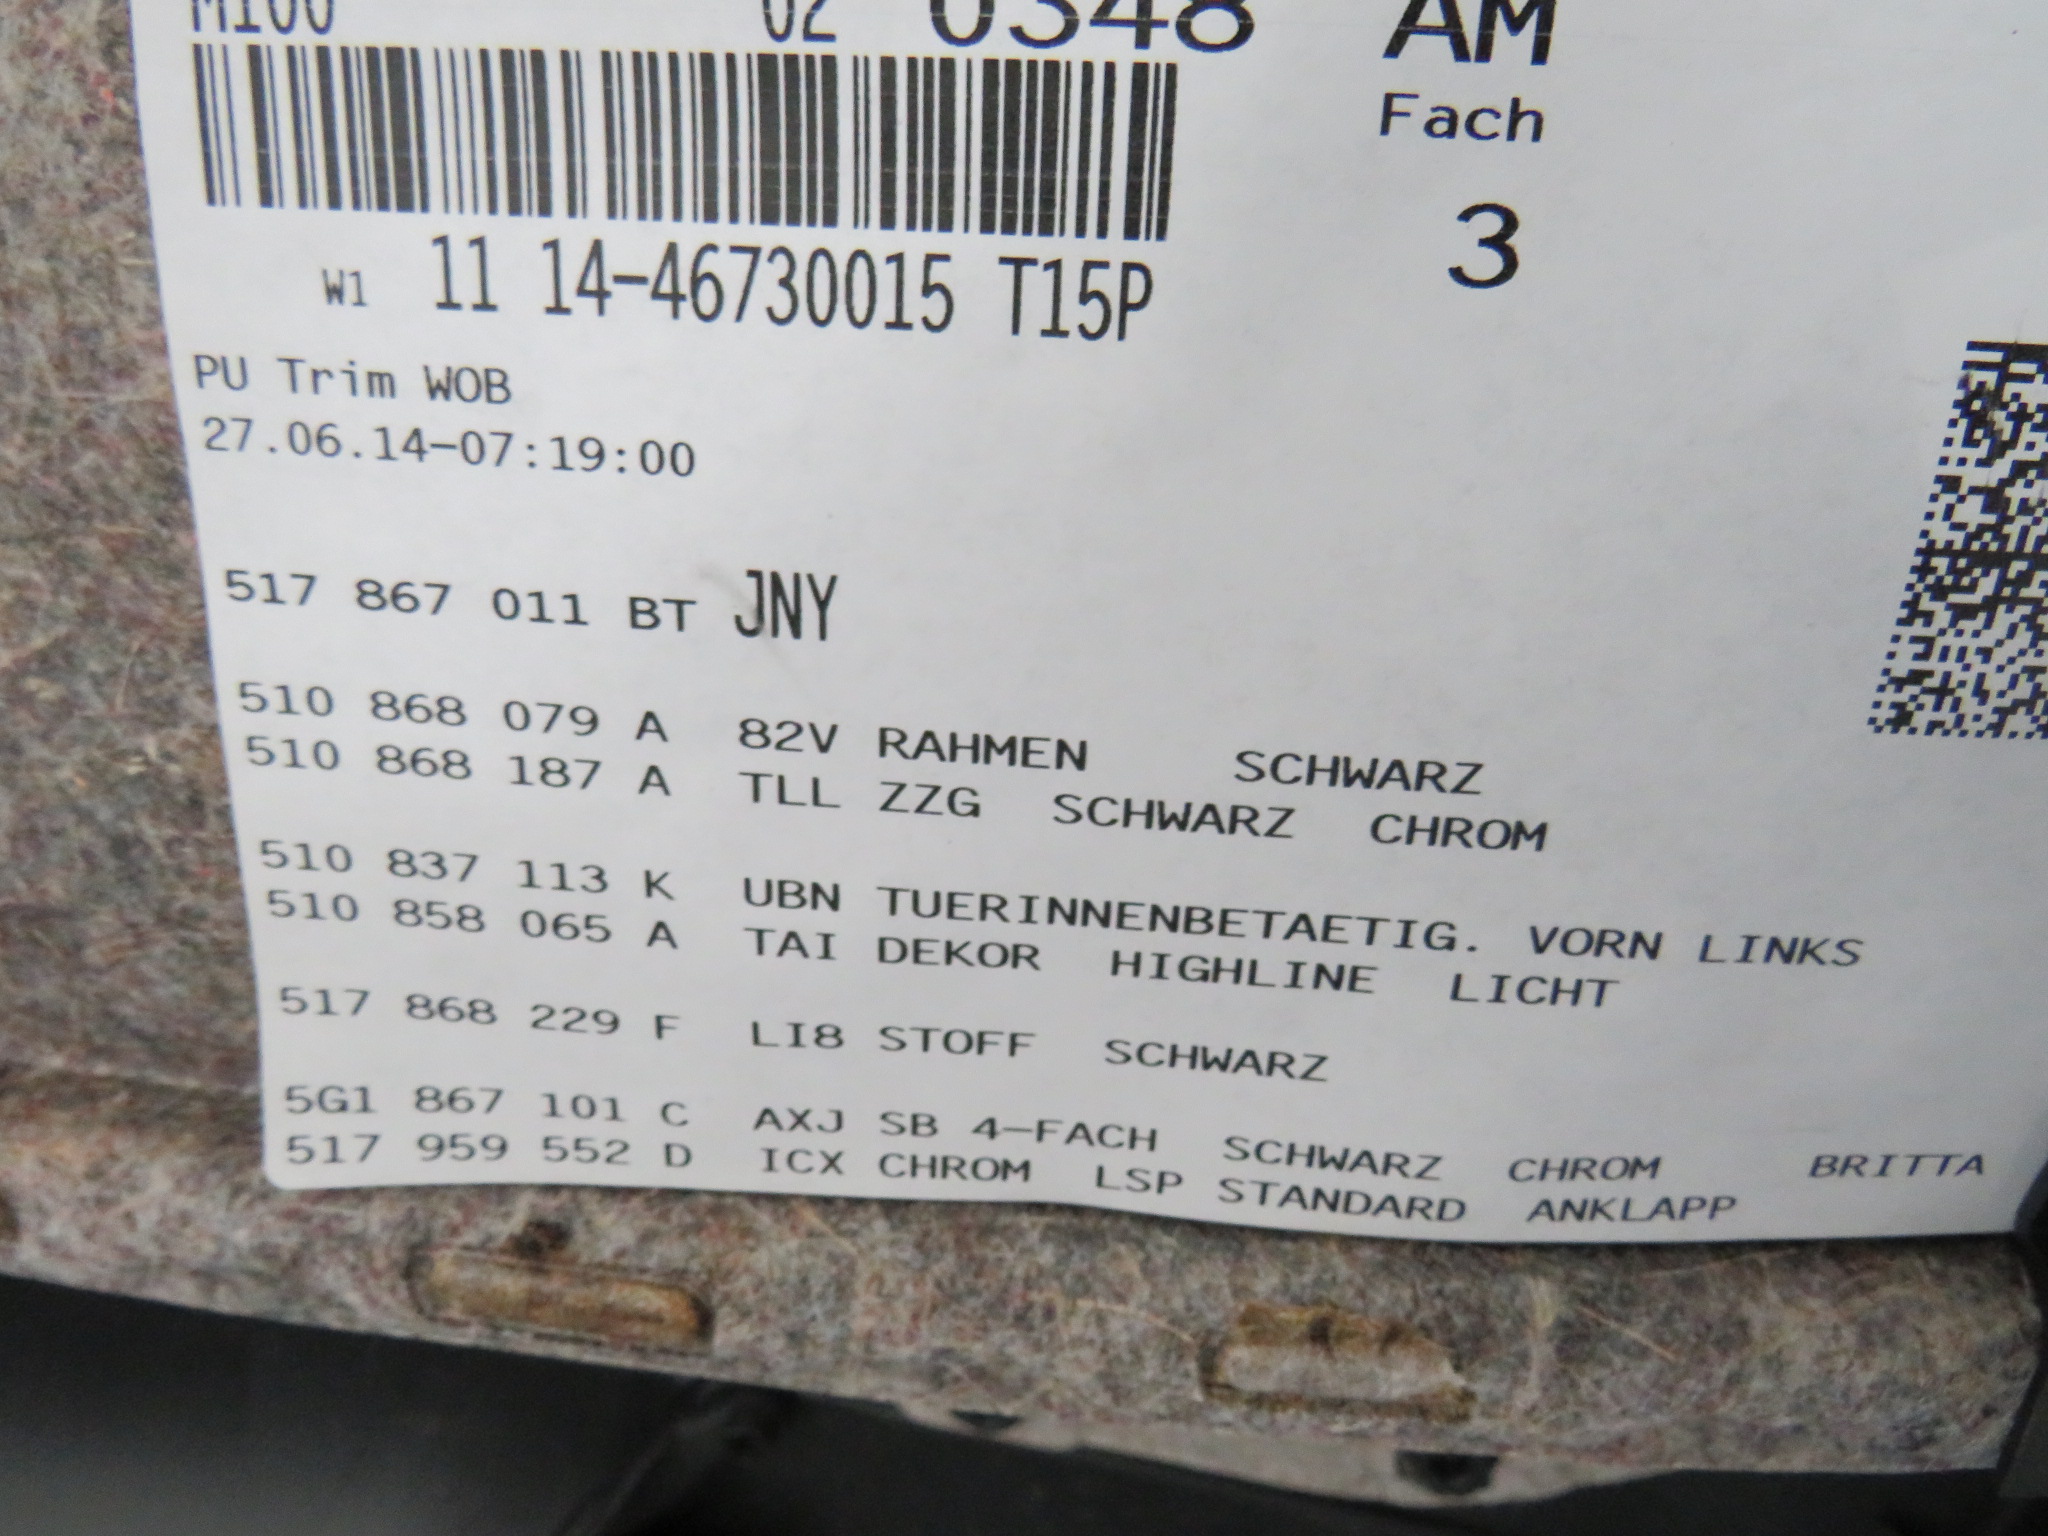 M100 02 0348 AM
Fach
3
W1 11 14-46730015 T15P
PU Trim WOB
27.06.14-07:19:00
517 867 011 BT JNY
510 868 079 A 82V RAHMEN SCHWARZ
510 868 187 A TLL ZZG SCHWARZ CHROM
510 837 113 K UBN TUERINNENBETAETIG. VORN LINKS
510 858 065 A TAI DEKOR HIGHLINE LICHT
517 868 229 F LI8 STOFF SCHWARZ
5G1 867 101 C AXJ SB 4-FACH SCHWARZ CHROM BRITTA
517 959 552 D ICX CHROM LSP STANDARD ANKLAPP